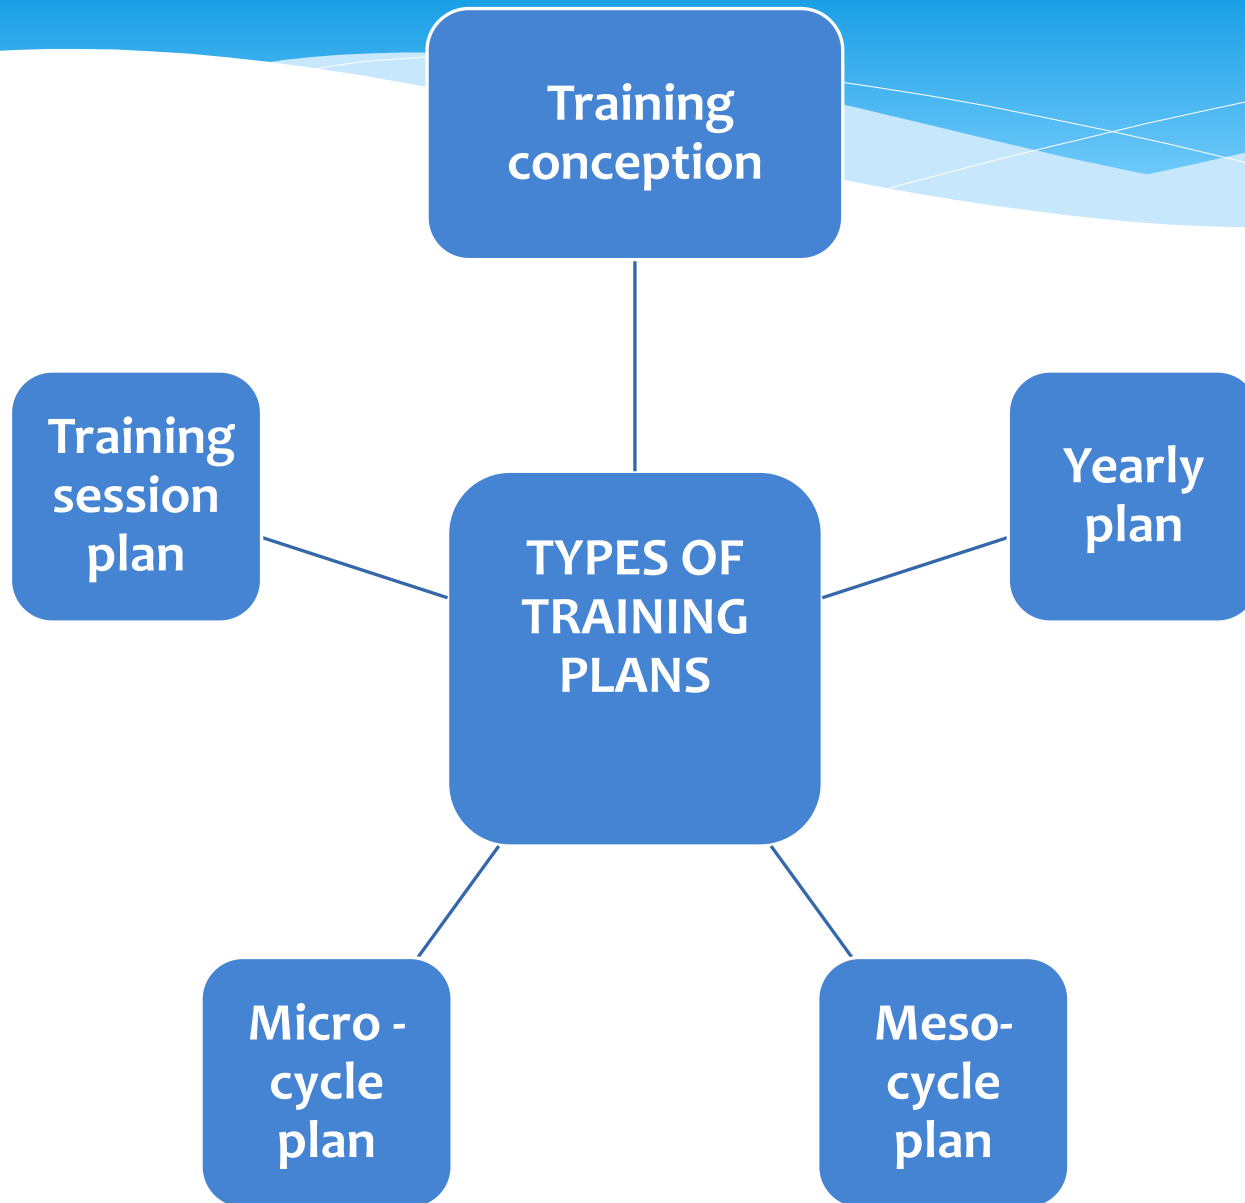 Training
conception
Training
session
plan
Yearly
plan
TYPES OF
TRAINING
PLANS
Micro -
cycle
plan
Meso-
cycle
plan